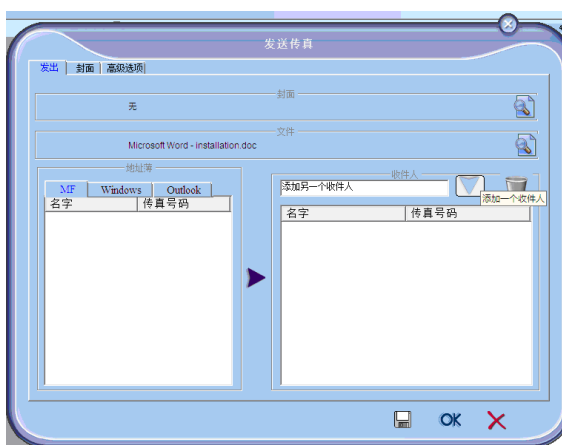 发送传真
发出 封面 高级选项
封面
无
文件
Microsoft Word - installation.doc
地址薄
MF Windows Outlook
名字 传真号码
收件人
添加另一个收件人
添加一个收件人
名字 传真号码
OK